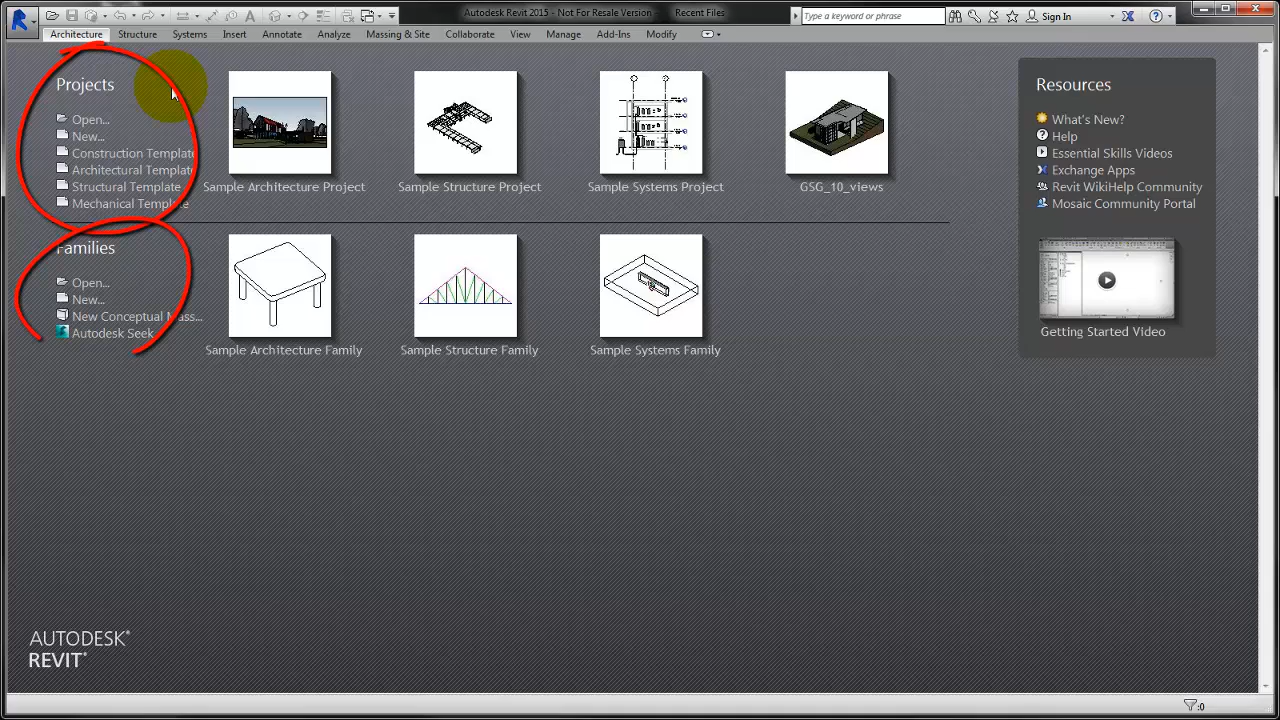 Autodesk Revit 2015 - Not For Resale Version Recent Files
Type a keyword or phrase
Sign In
Architecture Structure Systems Insert Annotate Analyze Massing & Site Collaborate View Manage Add-Ins Modify
Projects
Open...
New...
Construction Template
Architectural Template
Structural Template
Mechanical Template
Sample Architecture Project
Sample Structure Project
Sample Systems Project
GSG_10_views
Families
Open...
New...
New Conceptual Mass...
Autodesk Seek
Sample Architecture Family
Sample Structure Family
Sample Systems Family
Resources
What's New?
Help
Essential Skills Videos
Exchange Apps
Revit WikiHelp Community
Mosaic Community Portal
Getting Started Video
AUTODESK®
REVIT®
:0